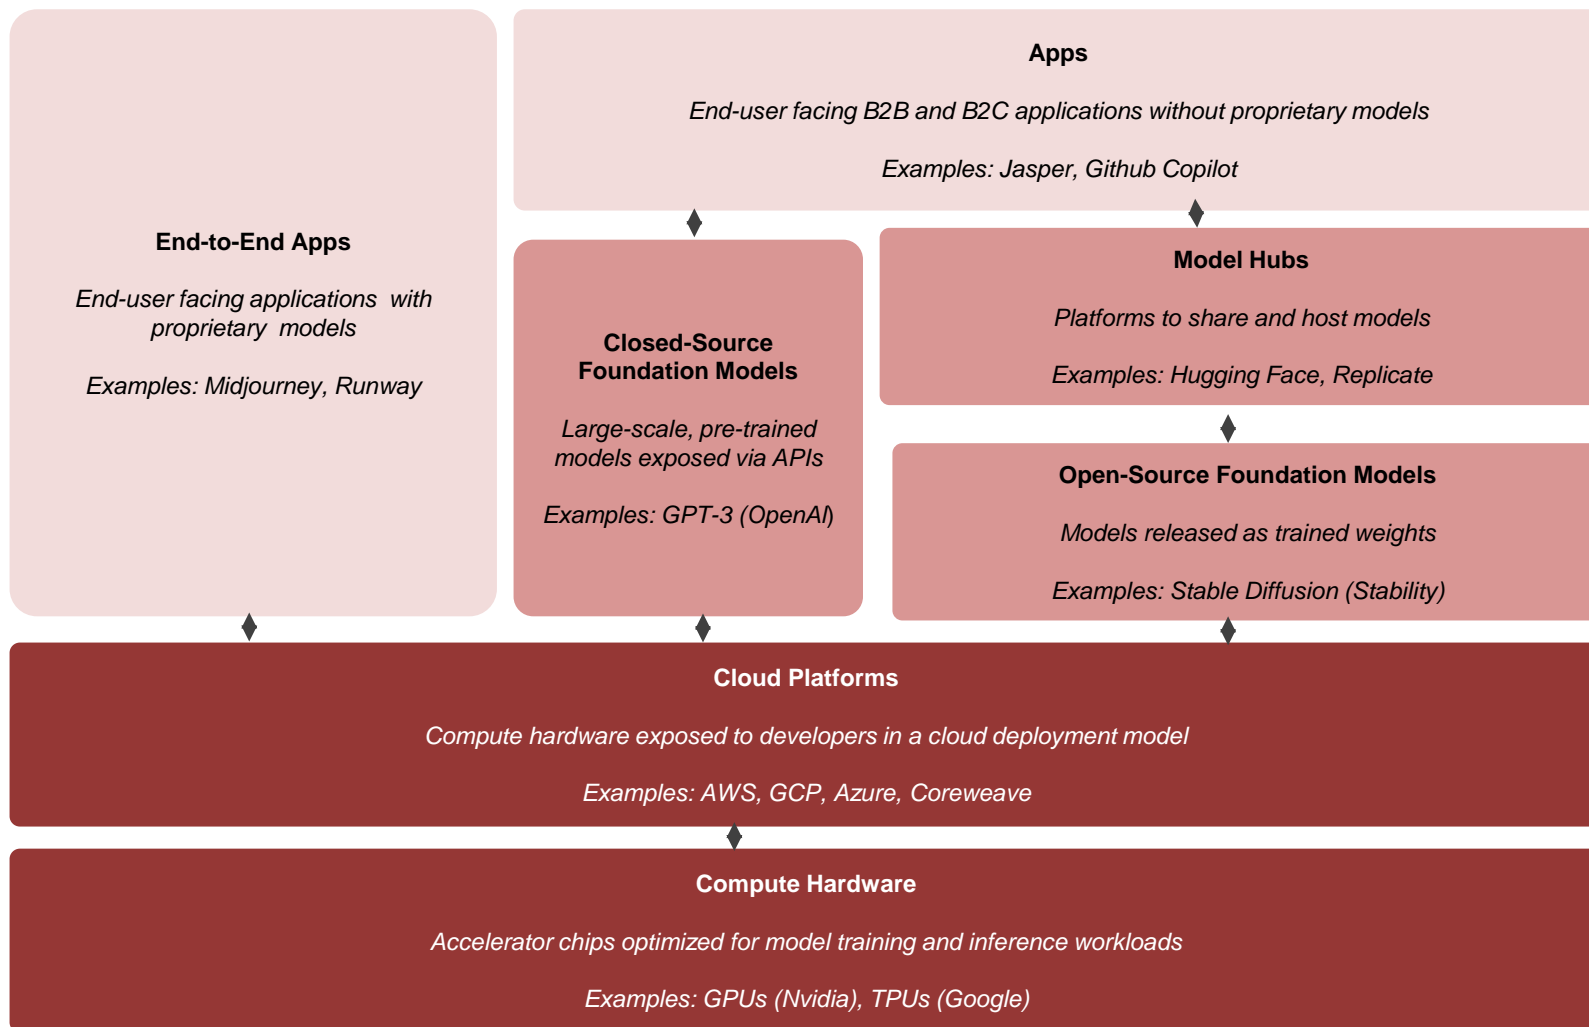 Apps
End-user facing B2B and B2C applications without proprietary models
Examples: Jasper, Github Copilot
End-to-End Apps
End-user facing applications with
proprietary models
Examples: Midjourney, Runway
Closed-Source
Foundation Models
Large-scale, pre-trained
models exposed via APIs
Examples: GPT-3 (OpenAI)
Model Hubs
Platforms to share and host models
Examples: Hugging Face, Replicate
Open-Source Foundation Models
Models released as trained weights
Examples: Stable Diffusion (Stability)
Cloud Platforms
Compute hardware exposed to developers in a cloud deployment model
Examples: AWS, GCP, Azure, Coreweave
Compute Hardware
Accelerator chips optimized for model training and inference workloads
Examples: GPUs (Nvidia), TPUs (Google)